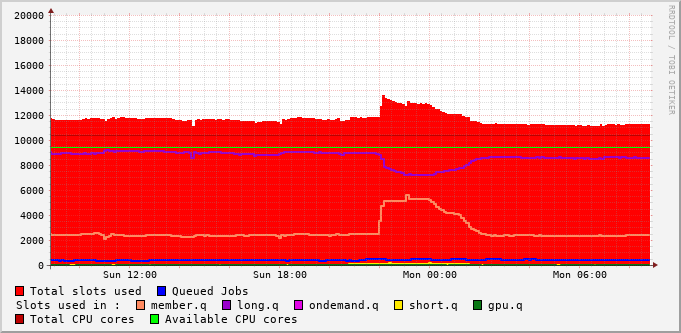 RRDTOOL / TOBI OETIKER
20000
18000
16000
14000
12000
10000
8000
6000
4000
2000
0
Sun 12:00 Sun 18:00 Mon 00:00 Mon 06:00
Total slots used Queued Jobs
Slots used in : member.q long.q ondemand.q short.q gpu.q
Total CPU cores Available CPU cores